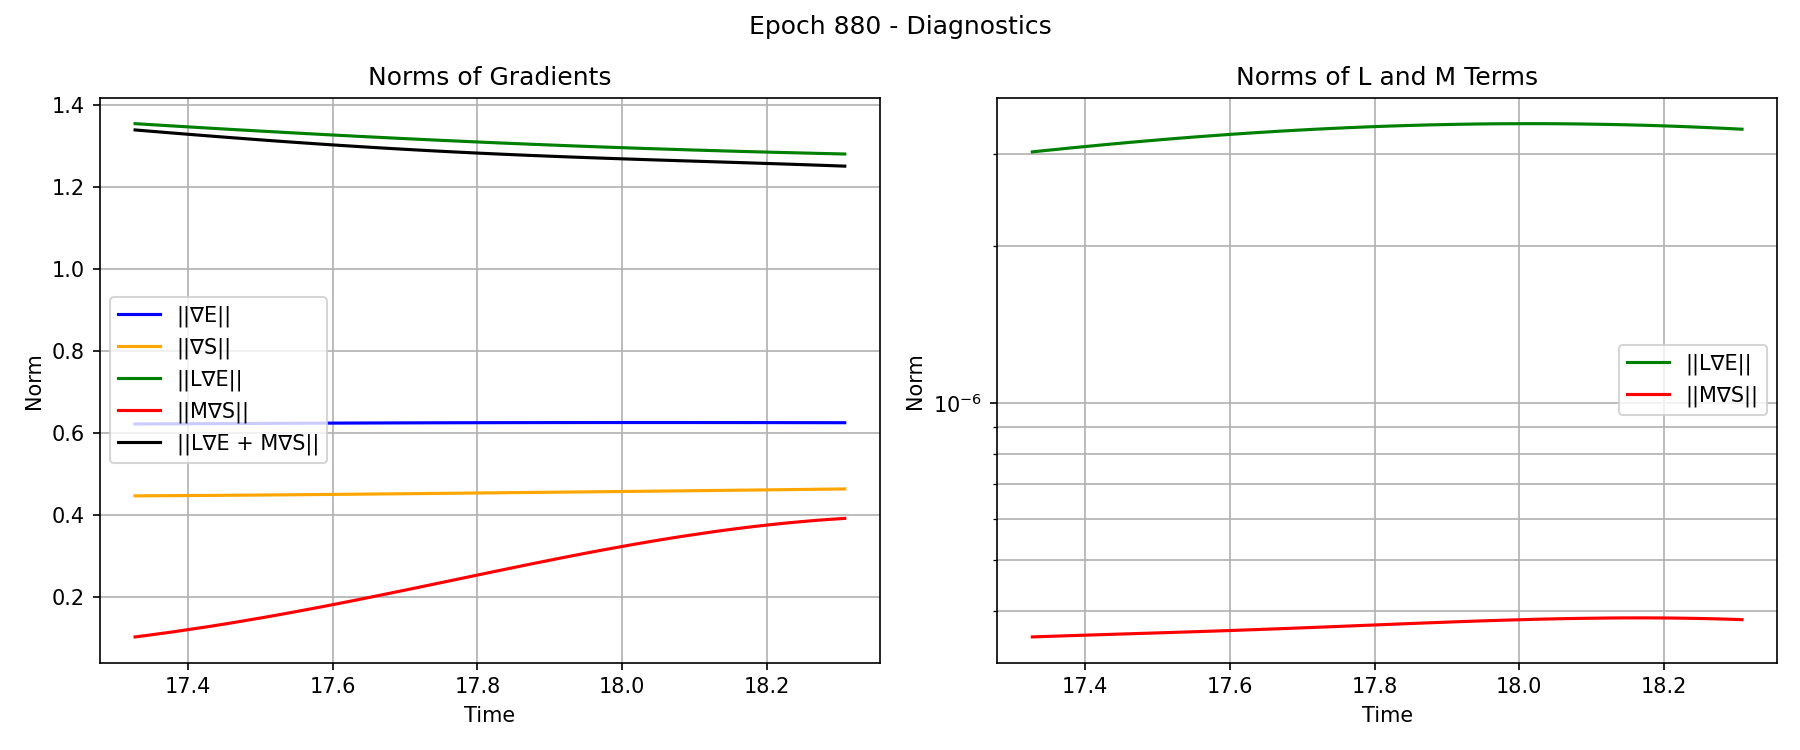 Epoch 880 - Diagnostics
Norms of Gradients
Norm
1.4
1.2
1.0
0.8
0.6
0.4
0.2
||∇E||
||∇S||
||L∇E||
||M∇S||
||L∇E + M∇S||
17.4 17.6 17.8 18.0 18.2
Time
Norms of L and M Terms
Norm
10⁻⁶
||L∇E||
||M∇S||
17.4 17.6 17.8 18.0 18.2
Time